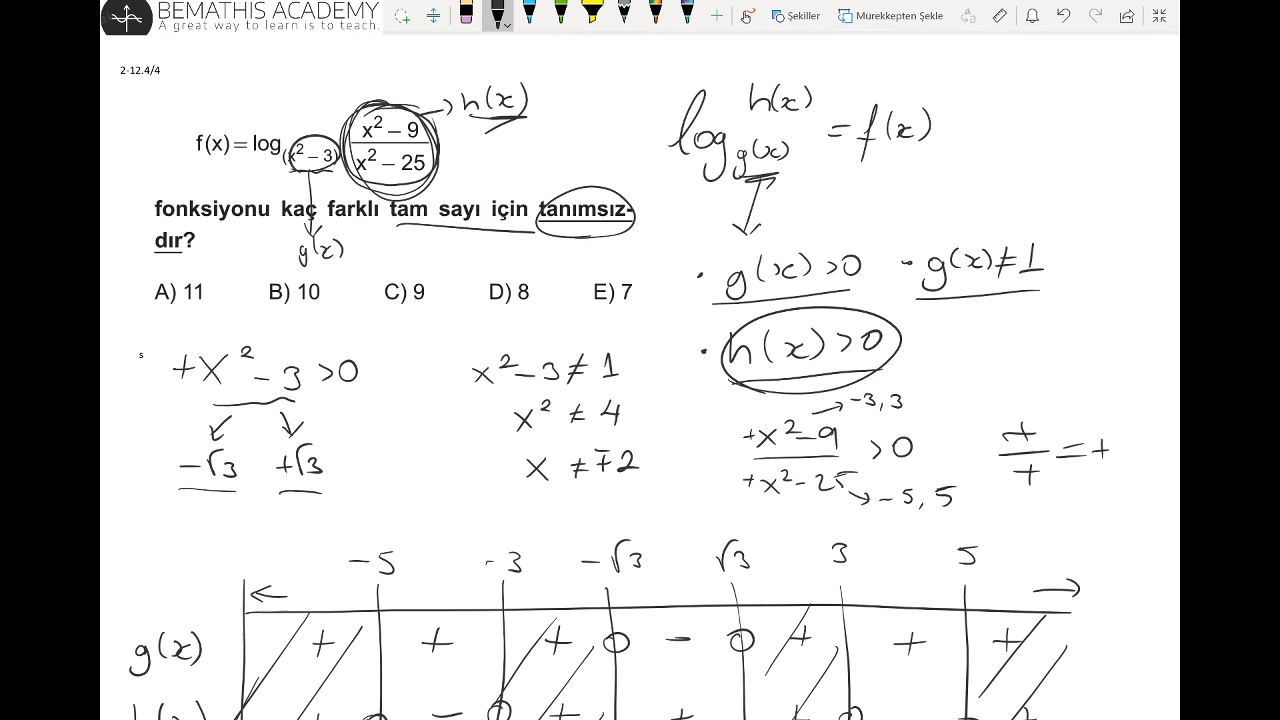 BEMATHIS ACADEMY
A great way to learn is to teach.
Şekiller
Mürekkepten Şekle
2-12.4/4
f(x) = log (x² – 3) x² – 9 / x² – 25
→ h(x)
fonksiyonu kaç farklı tam sayı için tanımsız-
dır?
g(x)
A) 11 B) 10 C) 9 D) 8 E) 7
log g(x) h(x) = f(x)
· g(x) > 0 · g(x) ≠ 1
· h(x) > 0
s
+x² – 3 > 0
–√3 +√3
x² – 3 ≠ 1
x² ≠ 4
x ≠ ∓2
+x² – 9 / +x² – 25 > 0
→ –3, 3
→ –5, 5
+ / + = +
–5 -3 –√3 √3 3 5
g(x) + + + 0 – 0 + + +